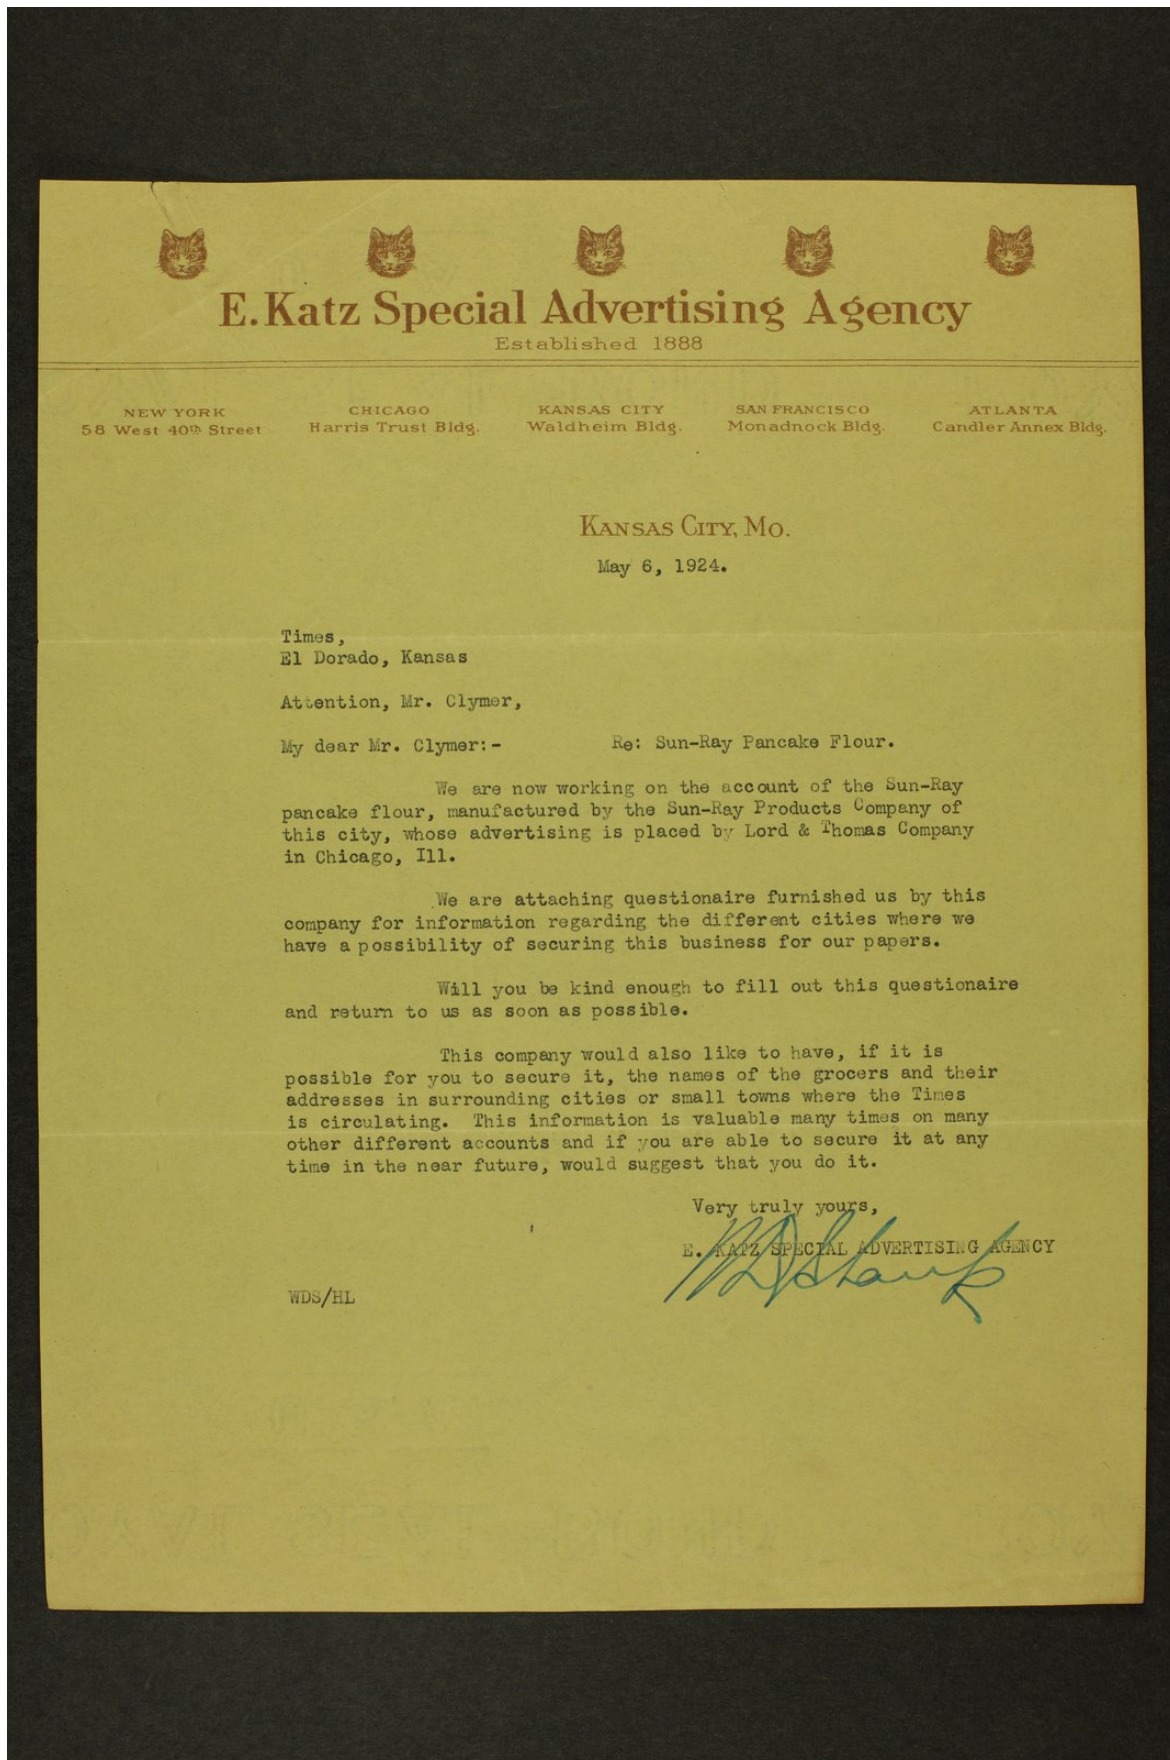 E. Katz Special Advertising Agency
Established 1888
NEW YORK
58 West 40th Street
CHICAGO
Harris Trust Bldg.
KANSAS CITY
Waldheim Bldg.
SAN FRANCISCO
Monadnock Bldg.
ATLANTA
Candler Annex Bldg.
KANSAS CITY, MO.
May 6, 1924.
Times,
El Dorado, Kansas
Attention, Mr. Clymer,
My dear Mr. Clymer:- Re: Sun-Ray Pancake Flour.
We are now working on the account of the Sun-Ray
pancake flour, manufactured by the Sun-Ray Products Company of
this city, whose advertising is placed by Lord & Thomas Company
in Chicago, Ill.
We are attaching questionaire furnished us by this
company for information regarding the different cities where we
have a possibility of securing this business for our papers.
Will you be kind enough to fill out this questionaire
and return to us as soon as possible.
This company would also like to have, if it is
possible for you to secure it, the names of the grocers and their
addresses in surrounding cities or small towns where the Times
is circulating. This information is valuable many times on many
other different accounts and if you are able to secure it at any
time in the near future, would suggest that you do it.
Very truly yours,
E. KATZ SPECIAL ADVERTISING AGENCY
WDS/HL